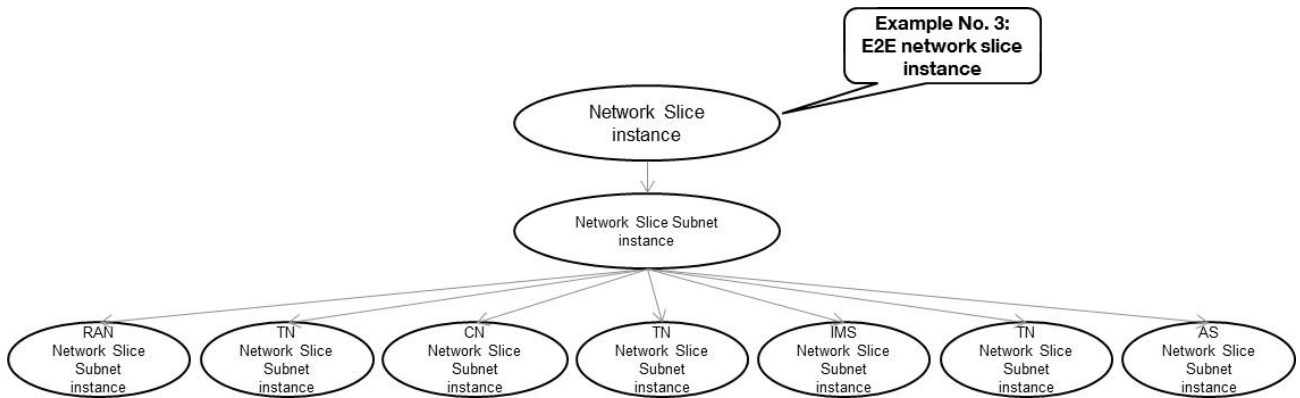 Example No. 3:
E2E network slice
instance
Network Slice
instance
Network Slice Subnet
instance
RAN
Network Slice
Subnet
instance
TN
Network Slice
Subnet
instance
CN
Network Slice
Subnet
instance
TN
Network Slice
Subnet
instance
IMS
Network Slice
Subnet
instance
TN
Network Slice
Subnet
instance
AS
Network Slice
Subnet
instance